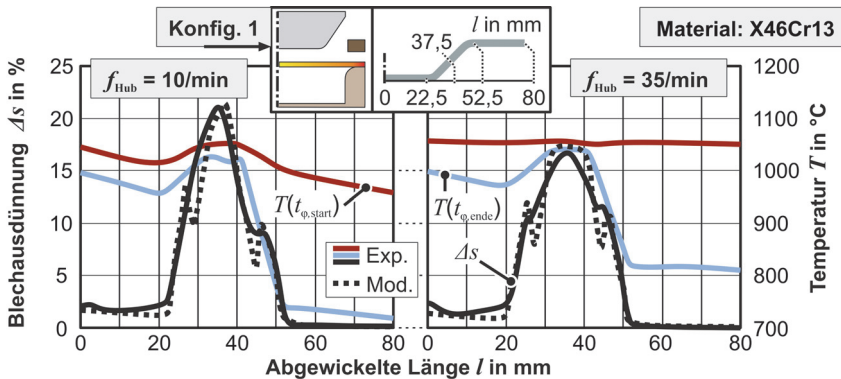 Konfig. 1
l in mm
37,5
0 22,5 52,5 80
Material: X46Cr13
Blechausdünnung Δs in %
25
20
15
10
5
0
f_Hub = 10/min
T(t_φ,start)
Exp.
Mod.
0 20 40 60 80
f_Hub = 35/min
T(t_φ,ende)
Δs
0 20 40 60 80
1200
1100
1000
900
800
700
Temperatur T in °C
Abgewickelte Länge l in mm